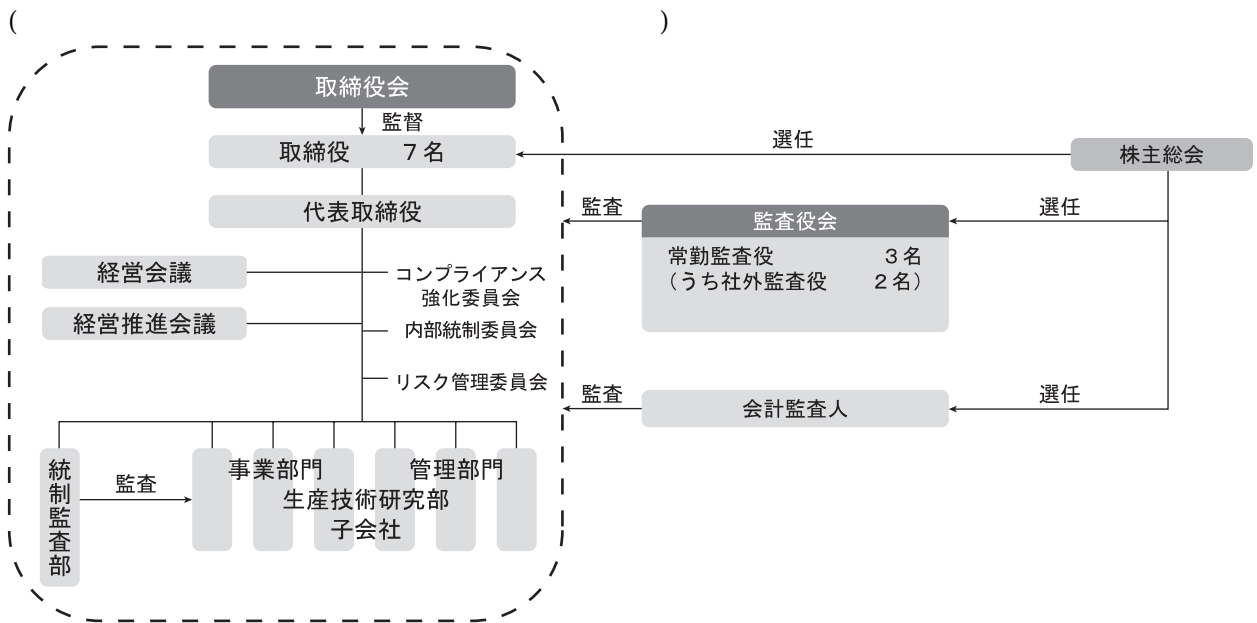 (　)
取締役会
監督
取締役　７名
選任
株主総会
代表取締役
監査
監査役会
選任
常勤監査役　３名
（うち社外監査役　２名）
経営会議
コンプライアンス
強化委員会
経営推進会議
内部統制委員会
リスク管理委員会
監査
会計監査人
選任
統制監査部
監査
事業部門
管理部門
生産技術研究部
子会社